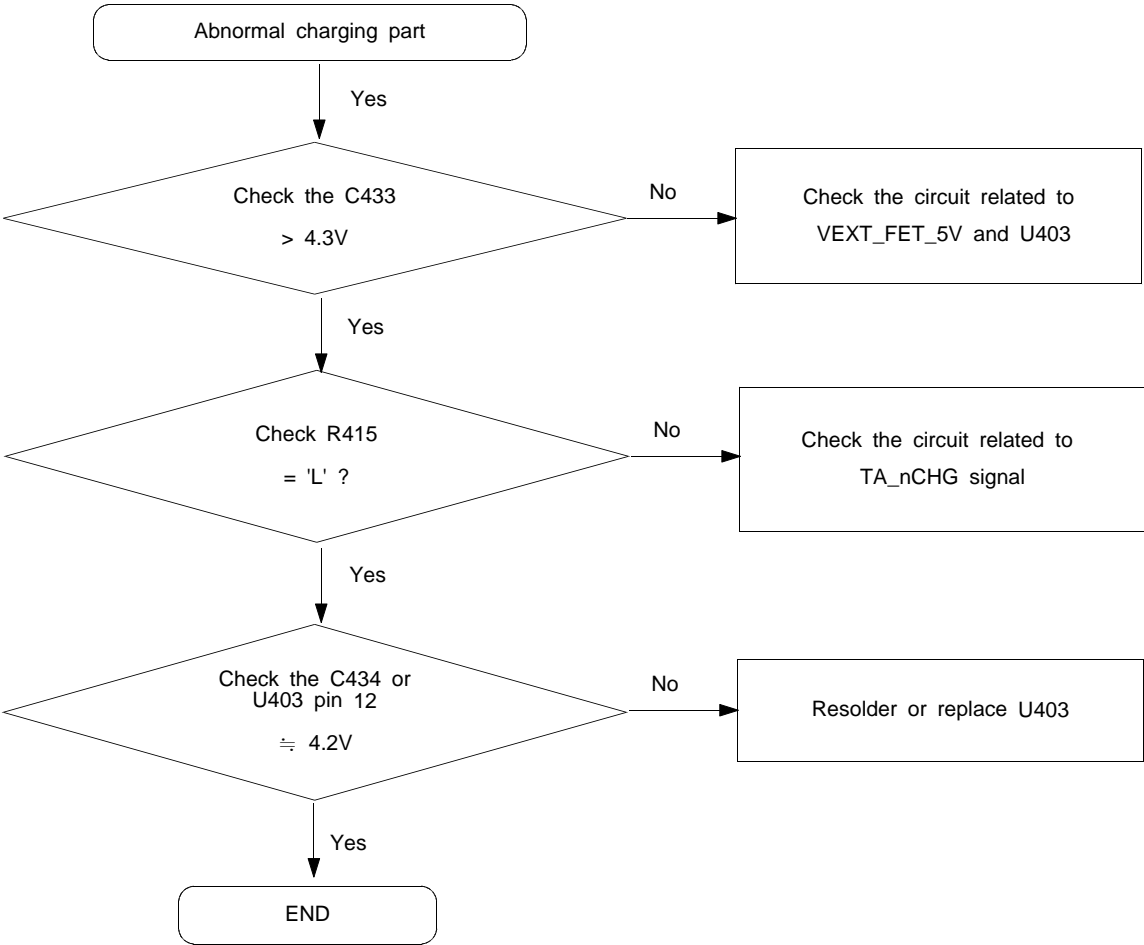 Abnormal charging part
Yes
Check the C433
> 4.3V
No
Check the circuit related to
VEXT_FET_5V and U403
Yes
Check R415
= 'L' ?
No
Check the circuit related to
TA_nCHG signal
Yes
Check the C434 or
U403 pin 12
≒ 4.2V
No
Resolder or replace U403
Yes
END